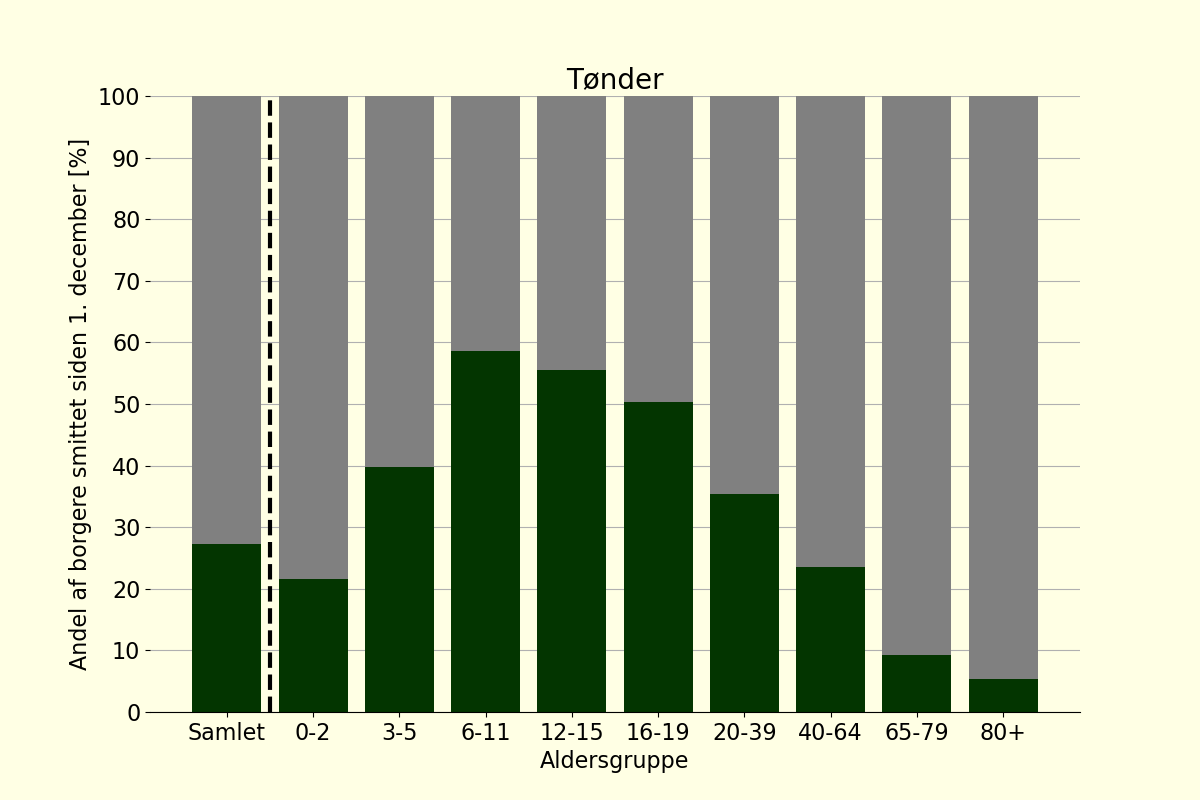 Tønder
Andel af borgere smittet siden 1. december [%]
100
90
80
70
60
50
40
30
20
10
0
Samlet 0-2 3-5 6-11 12-15 16-19 20-39 40-64 65-79 80+
Aldersgruppe